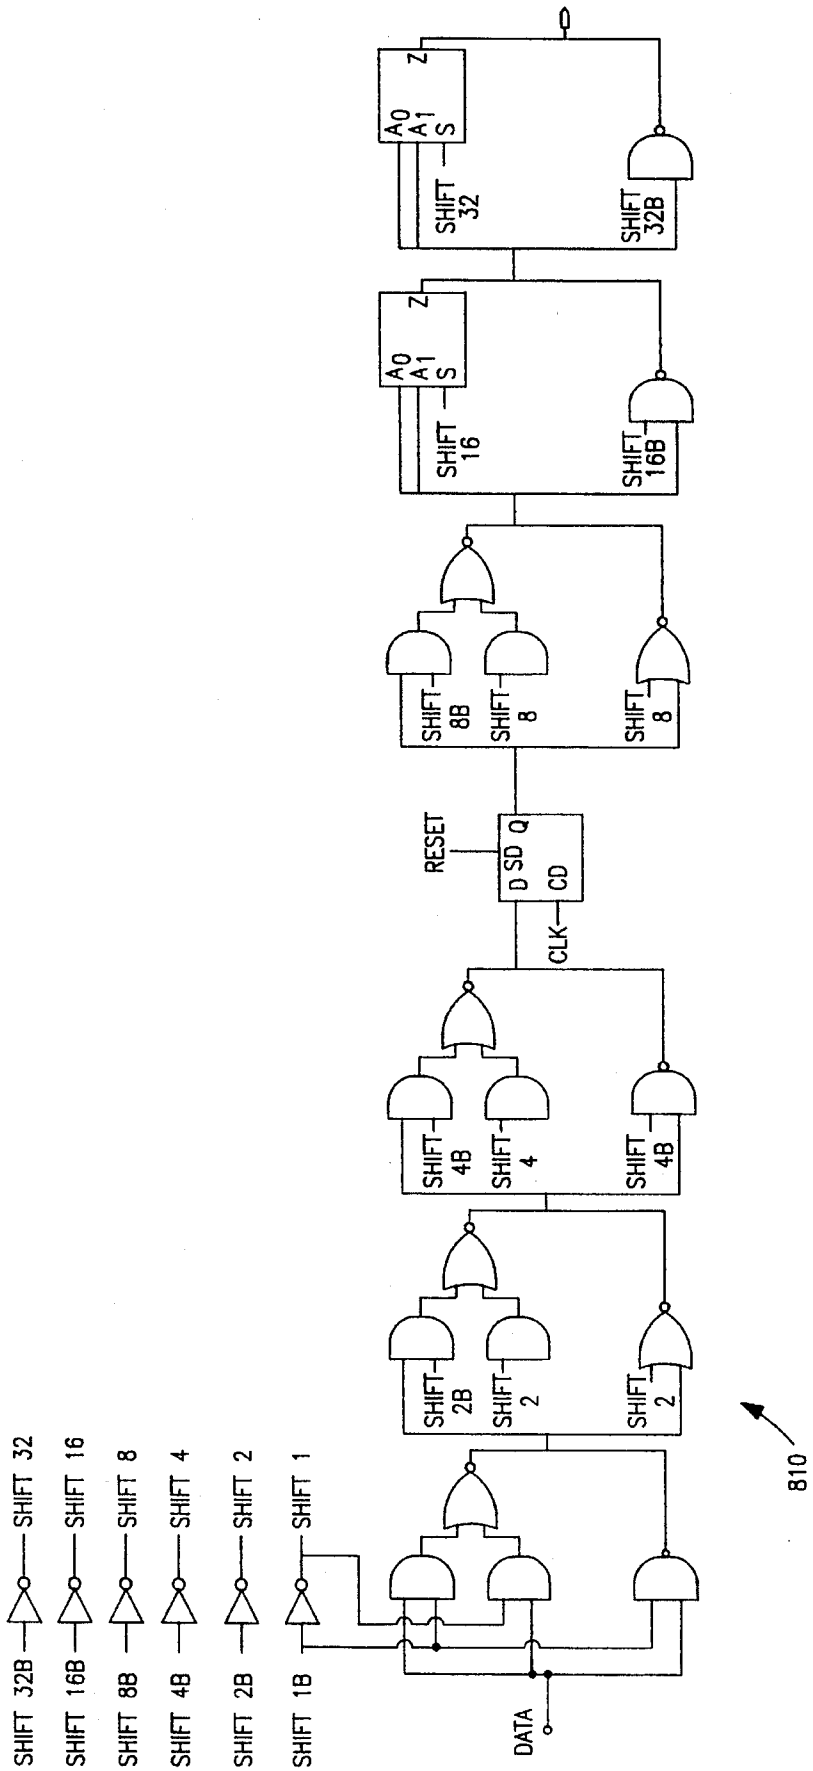 SHIFT 32B
SHIFT 32
SHIFT 16B
SHIFT 16
SHIFT 8B
SHIFT 8
SHIFT 4B
SHIFT 4
SHIFT 2B
SHIFT 2
SHIFT 1B
SHIFT 1
DATA
SHIFT
2B
SHIFT
2
SHIFT
2
SHIFT
4B
SHIFT
4
SHIFT
4B
CLK
D
SD
Q
CD
RESET
SHIFT
8B
SHIFT
8
SHIFT
8
SHIFT
16
A0
A1
S
Z
SHIFT
16B
SHIFT
32
A0
A1
S
Z
SHIFT
32B
810